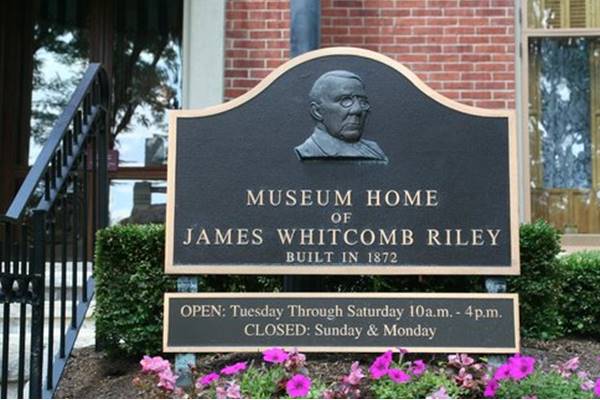 MUSEUM HOME
OF
JAMES WHITCOMB RILEY
BUILT IN 1872
OPEN: Tuesday Through Saturday 10a.m. - 4p.m.
CLOSED: Sunday & Monday